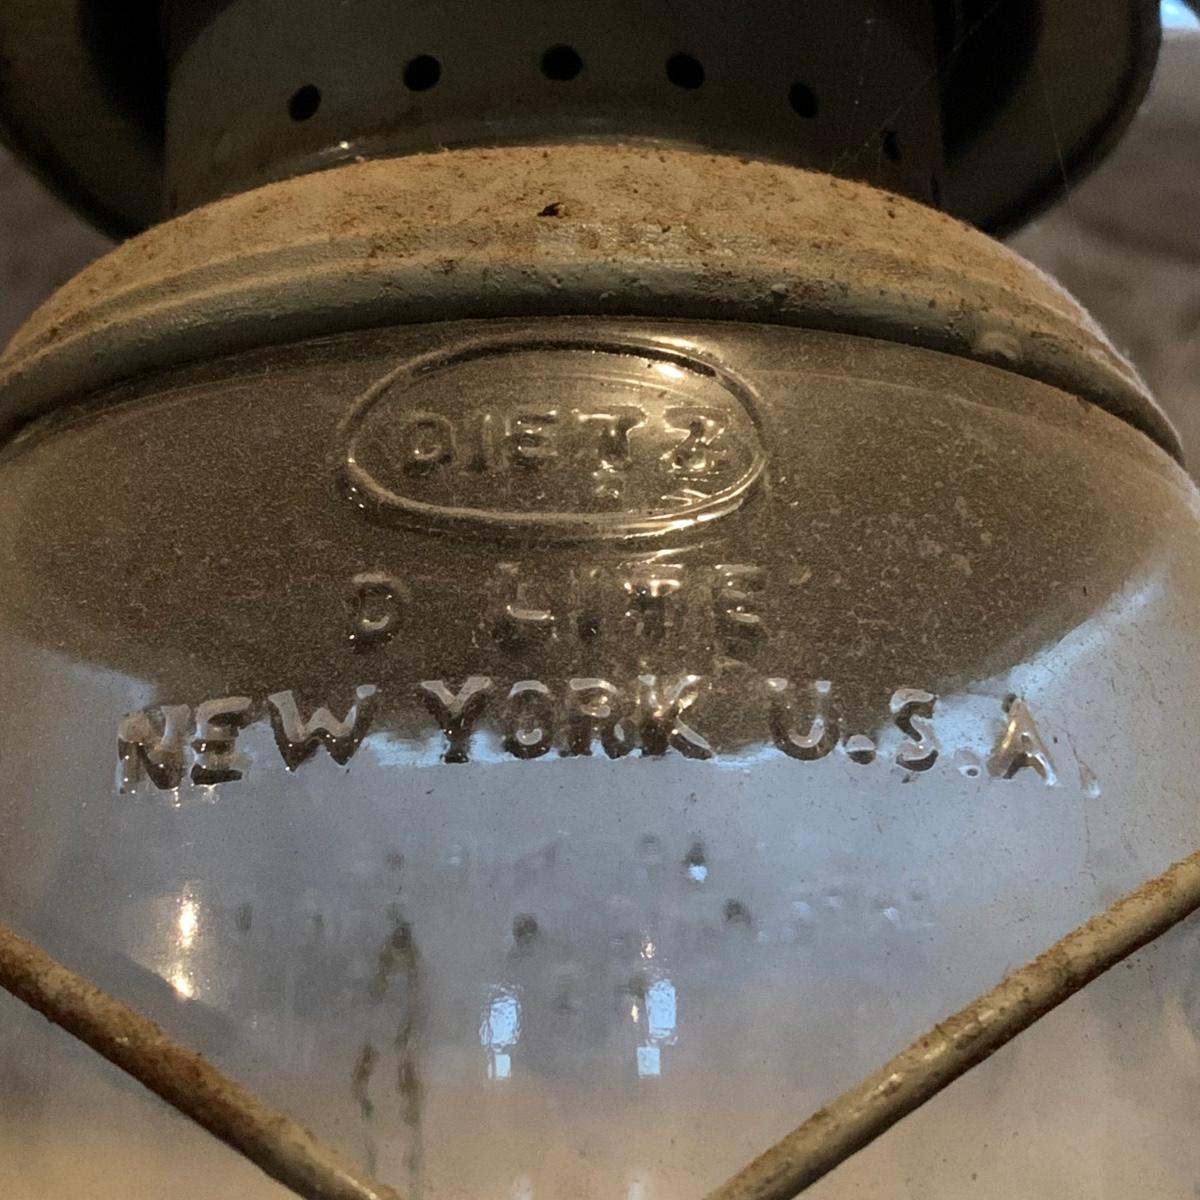 DIETZ
D LITE
NEW YORK U.S.A.